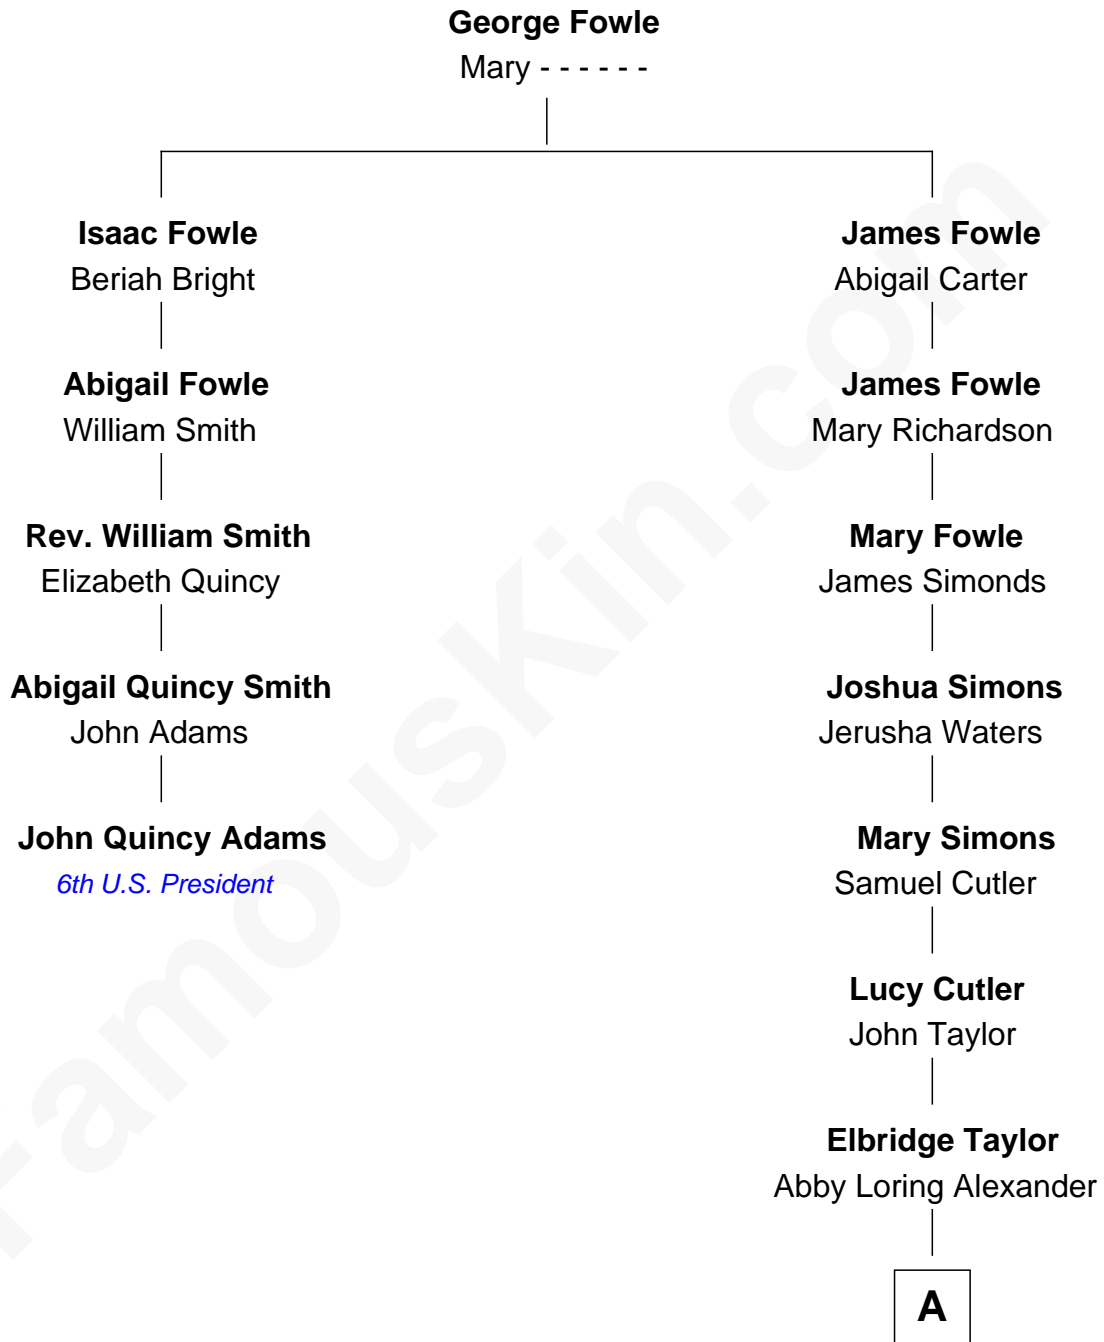 George Fowle
Mary - - - - - -
Isaac Fowle
Beriah Bright
James Fowle
Abigail Carter
Abigail Fowle
William Smith
James Fowle
Mary Richardson
Rev. William Smith
Elizabeth Quincy
Mary Fowle
James Simonds
Abigail Quincy Smith
John Adams
Joshua Simons
Jerusha Waters
John Quincy Adams
6th U.S. President
Mary Simons
Samuel Cutler
Lucy Cutler
John Taylor
Elbridge Taylor
Abby Loring Alexander
A
FamousKin.com